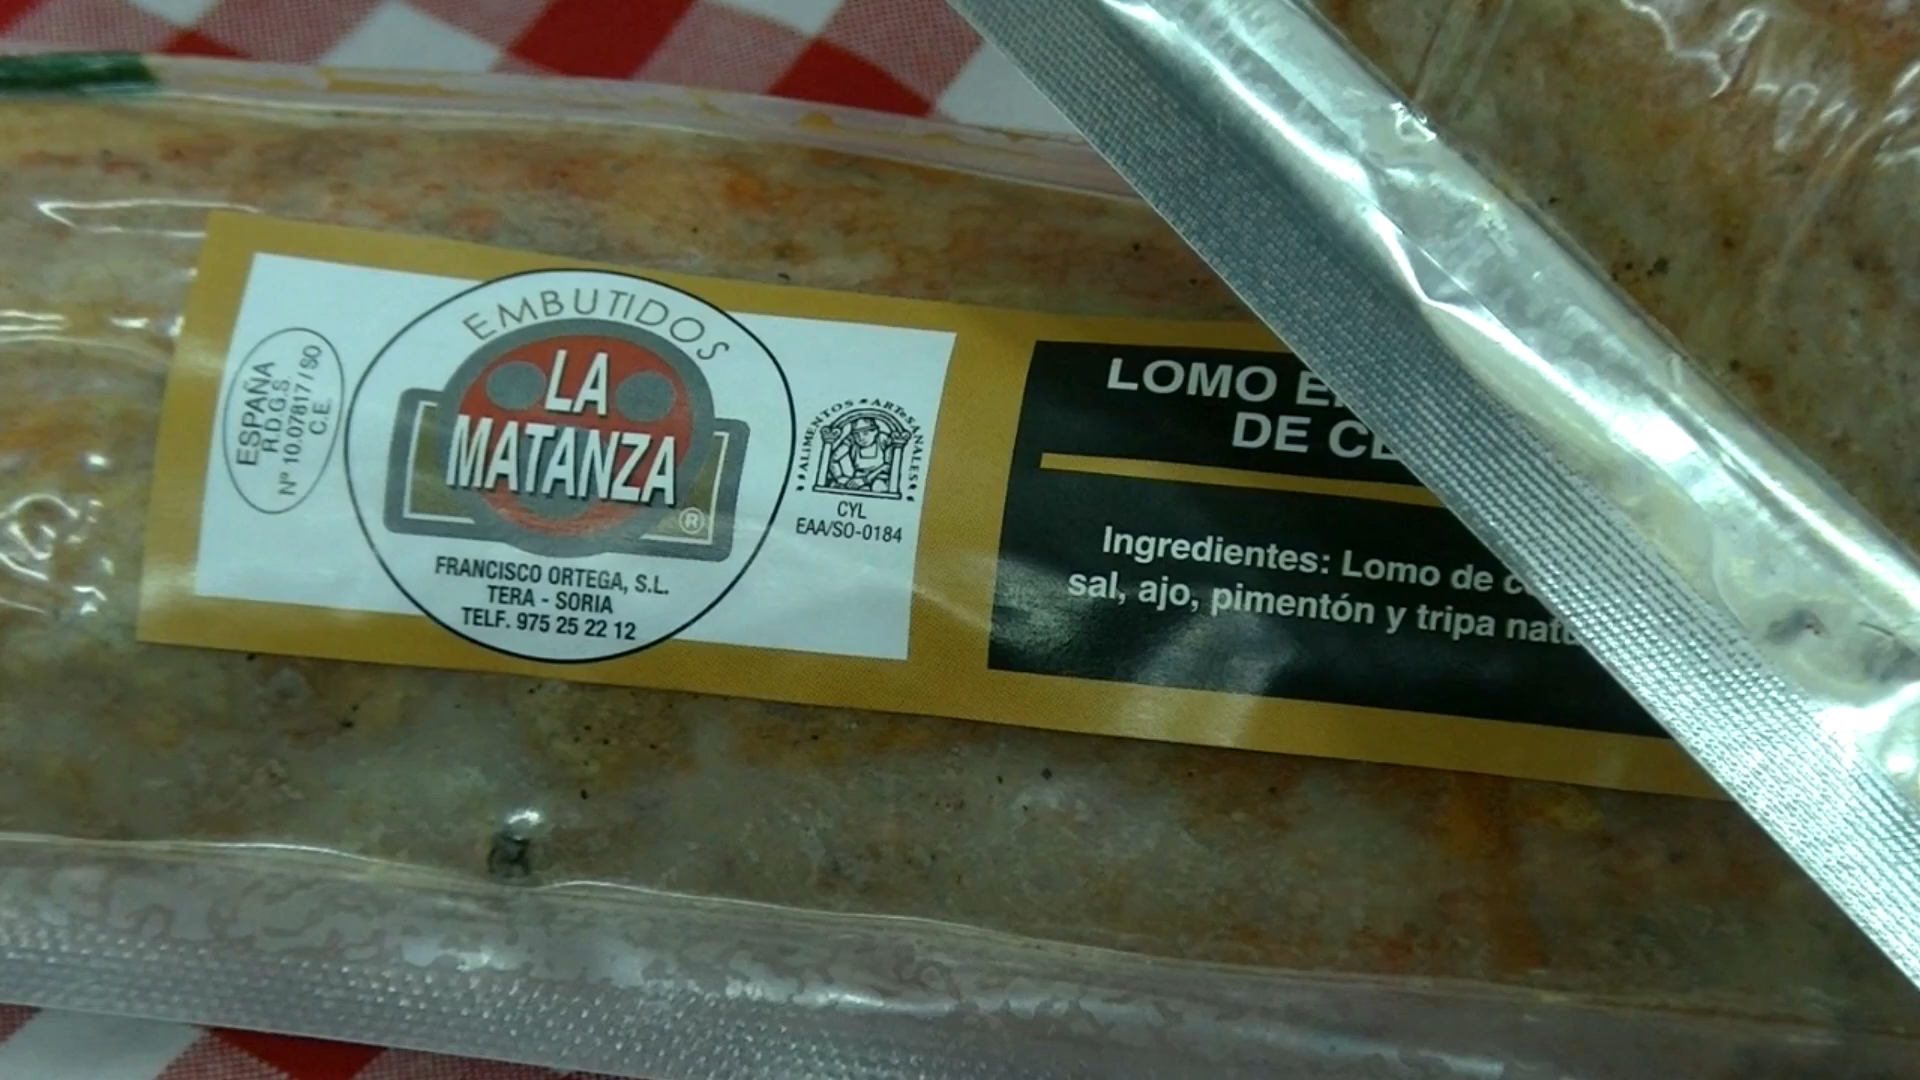 ESPAÑA
R.D.G.S.
Nº 10.07817/SO
C.E.
EMBUTIDOS
LA
MATANZA
®
FRANCISCO ORTEGA, S.L.
TERA - SORIA
TELF. 975 25 22 12
ALIMENTOS ARTESANALES
CYL
EAA/SO-0184
LOMO
DE
Ingredientes: Lomo de
sal, ajo, pimentón y tripa